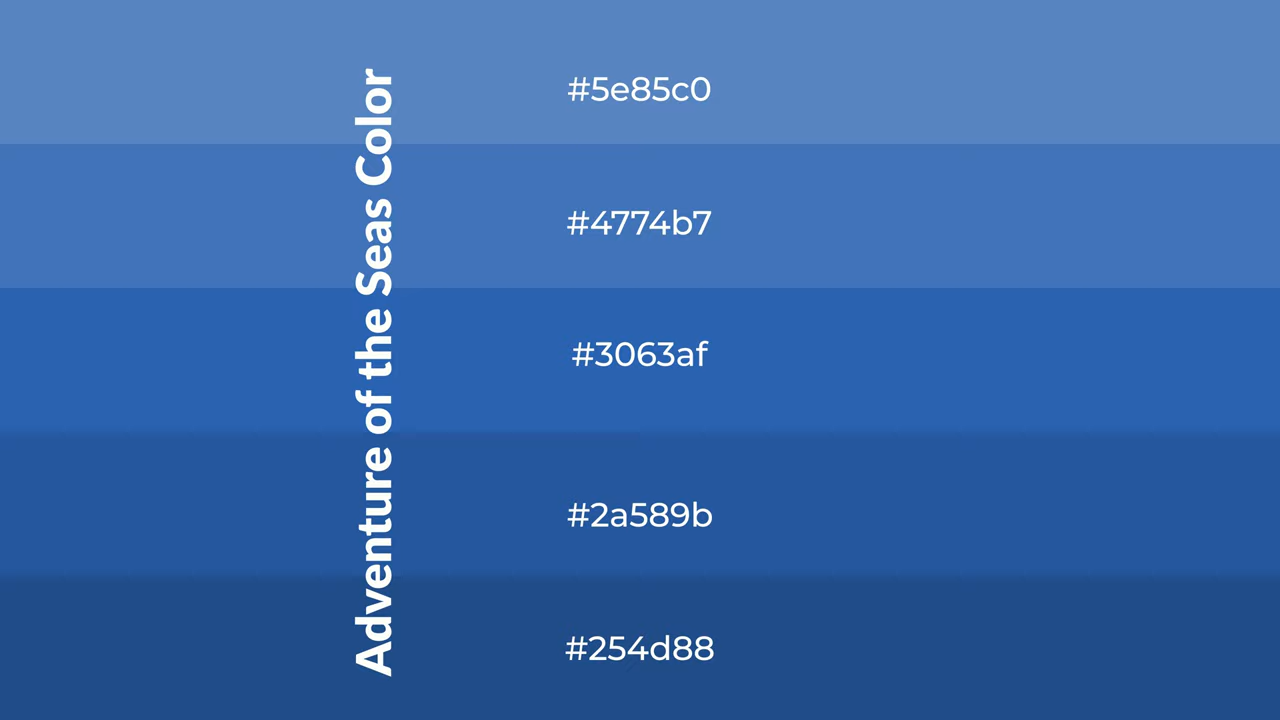 Adventure of the Seas Color
#5e85c0
#4774b7
#3063af
#2a589b
#254d88